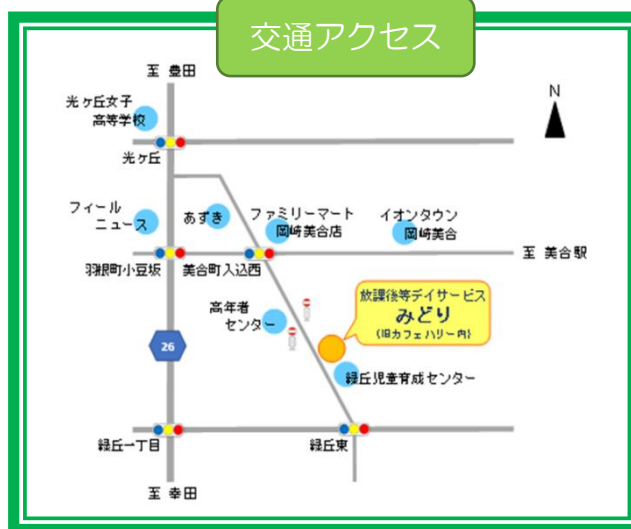 交通アクセス
至 豊田
N
光ヶ丘女子
高等学校
光ヶ丘
フィール
ニュース
あずき
ファミリーマート
岡崎美合店
イオンタウン
岡崎美合
至 美合駅
羽根町小豆坂
美合町入込西
放課後等デイサービス
みどり
(旧カフェハリー内)
高年者
センター
26
緑丘児童育成センター
緑丘一丁目
緑丘東
至 幸田